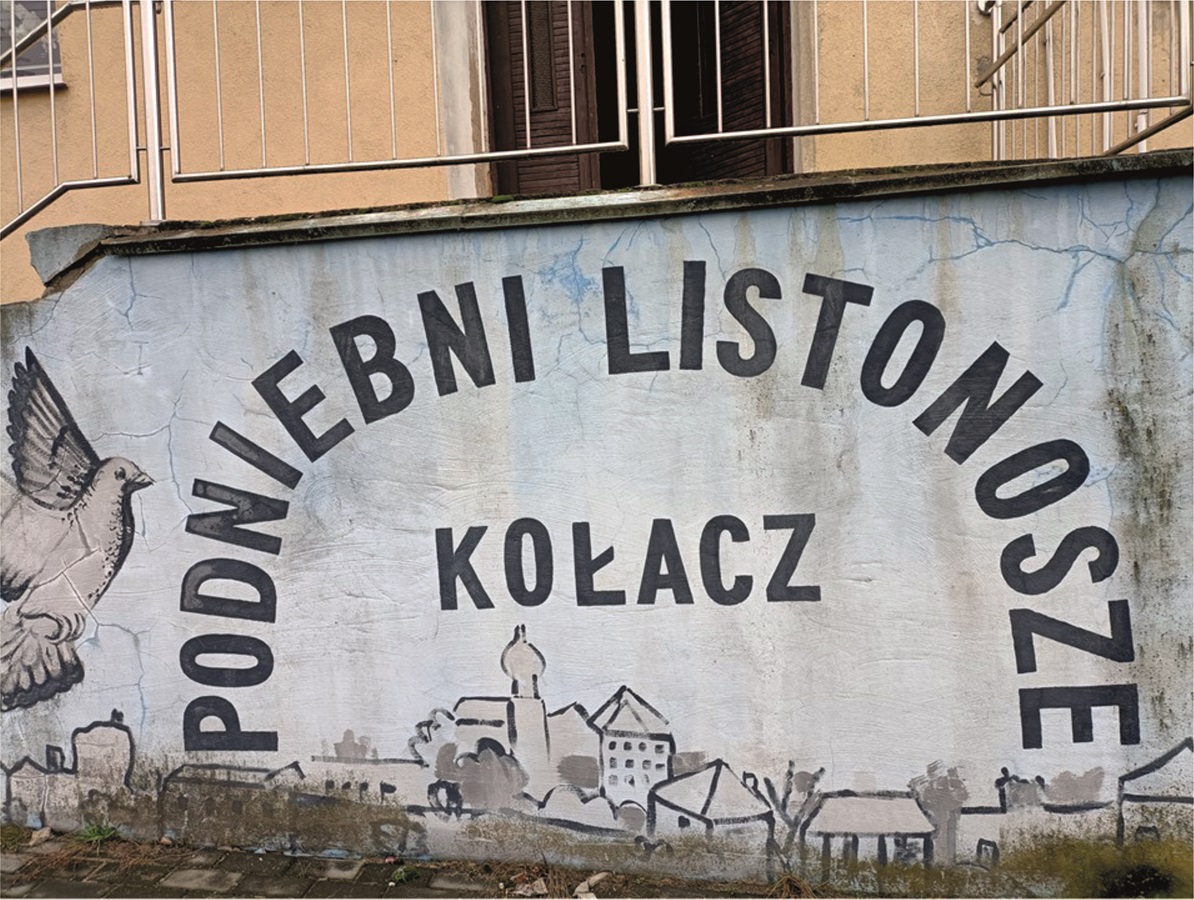 PODNIEBNI LISTONOSZE
KOŁACZ